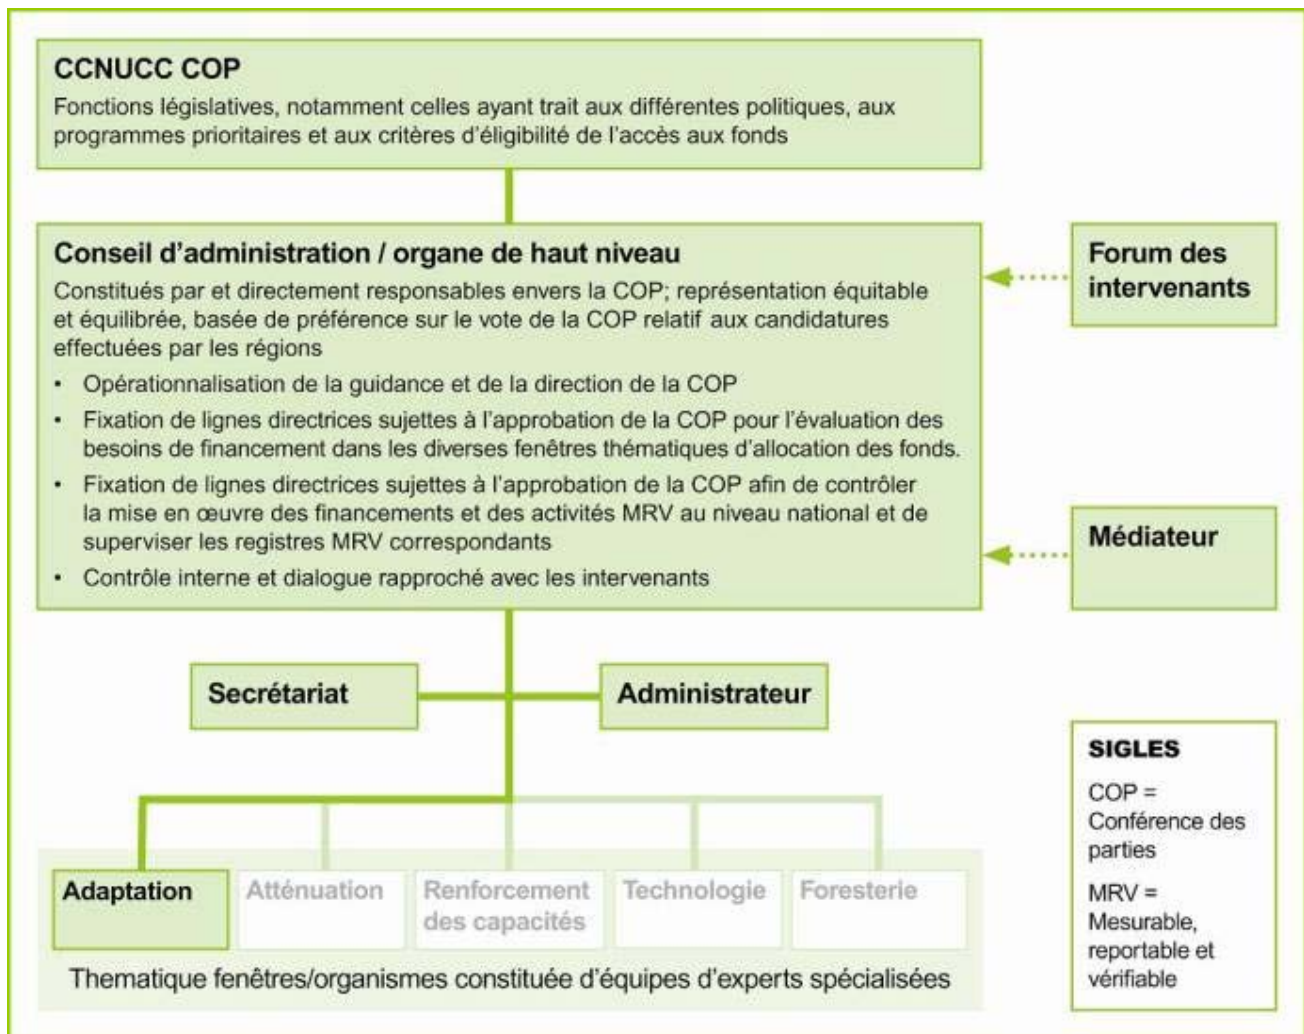 CCNUCC COP
Fonctions législatives, notamment celles ayant trait aux différentes politiques, aux
programmes prioritaires et aux critères d'éligibilité de l'accès aux fonds
Conseil d'administration / organe de haut niveau
Constitués par et directement responsables envers la COP; représentation équitable
et équilibrée, basée de préférence sur le vote de la COP relatif aux candidatures
effectuées par les régions
• Opérationnalisation de la guidance et de la direction de la COP
• Fixation de lignes directrices sujettes à l'approbation de la COP pour l'évaluation des
besoins de financement dans les diverses fenêtres thématiques d'allocation des fonds.
• Fixation de lignes directrices sujettes à l'approbation de la COP afin de contrôler
la mise en œuvre des financements et des activités MRV au niveau national et de
superviser les registres MRV correspondants
• Contrôle interne et dialogue rapproché avec les intervenants
Forum des
intervenants
Médiateur
Secrétariat
Administrateur
Adaptation
Atténuation
Renforcement
des capacités
Technologie
Foresterie
Thematique fenêtres/organismes constituée d'équipes d'experts spécialisées
SIGLES
COP =
Conférence des
parties
MRV =
Mesurable,
reportable et
vérifiable